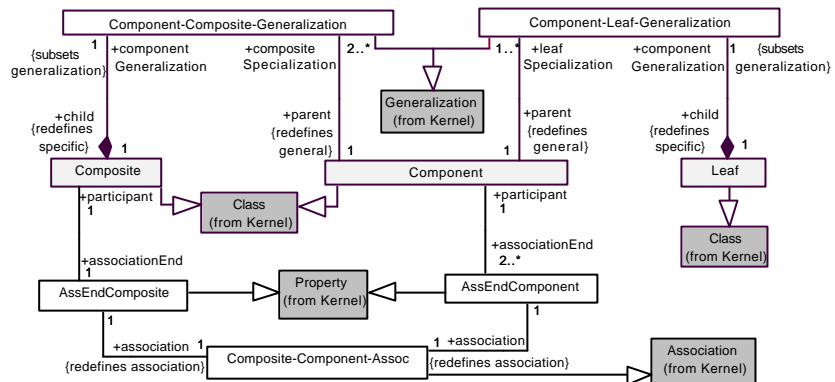 Component-Composite-Generalization
Component-Leaf-Generalization
1
+component
Generalization
{subsets
generalization}
+composite
Specialization
2..*
1..*
+leaf
Specialization
+component
Generalization
1
{subsets
generalization}
Generalization
(from Kernel)
+child
{redefines
specific}
1
+parent
{redefines
general}
1
+parent
{redefines
general}
1
+child
{redefines
specific}
1
Composite
Component
Leaf
+participant
1
Class
(from Kernel)
+participant
1
Class
(from Kernel)
+associationEnd
1
+associationEnd
2..*
AssEndComposite
Property
(from Kernel)
AssEndComponent
1
1
+association
{redefines association}
1
Composite-Component-Assoc
1
+association
{redefines association}
Association
(from Kernel)